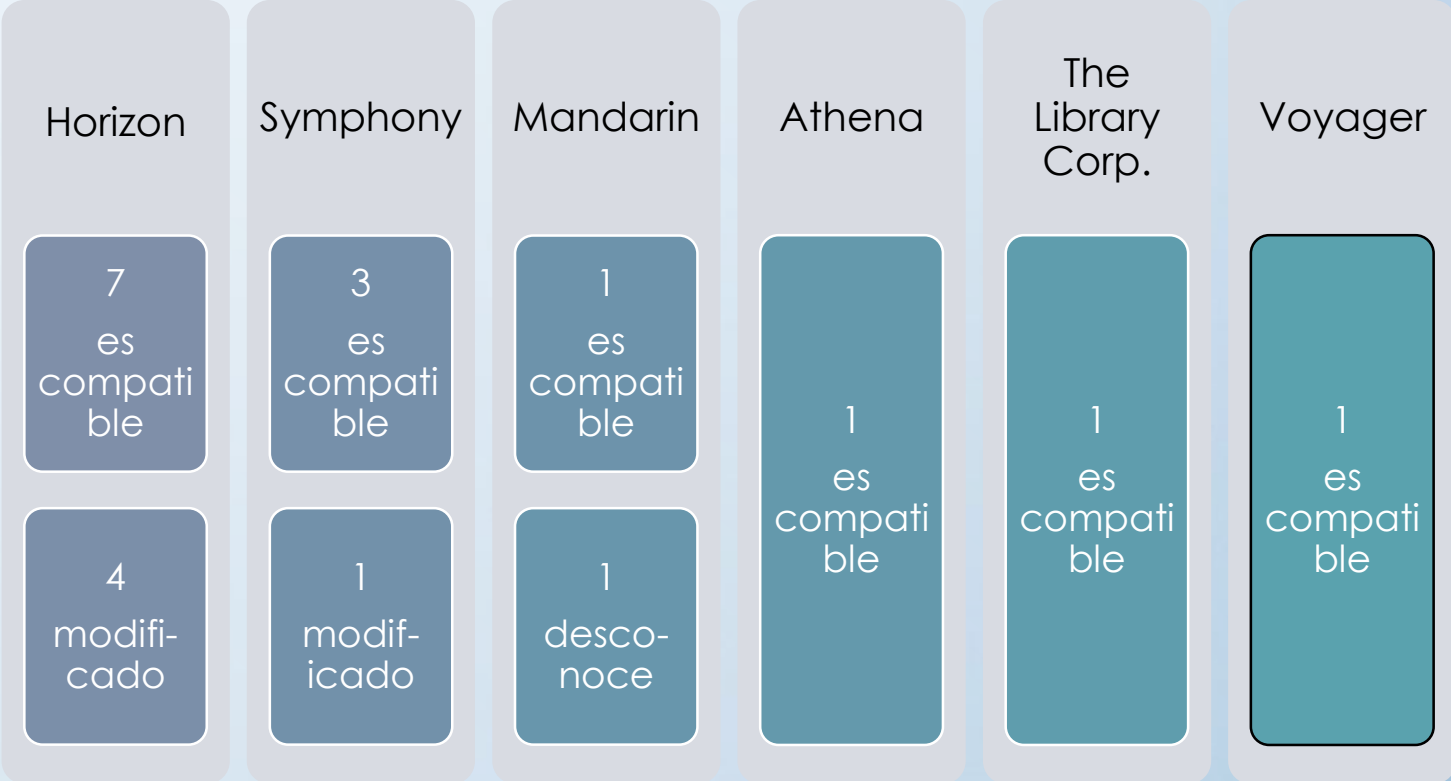 Horizon
7
es
compati
ble
4
modifi-
cado
Symphony
3
es
compati
ble
1
modif-
icado
Mandarin
1
es
compati
ble
1
desco-
noce
Athena
1
es
compati
ble
The
Library
Corp.
1
es
compati
ble
Voyager
1
es
compati
ble